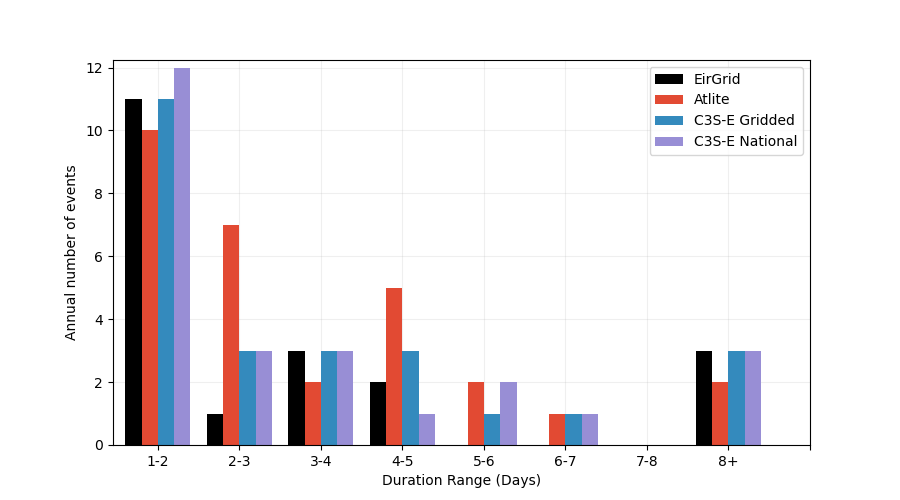 12
10
8
6
4
2
0
Annual number of events
EirGrid
Atlite
C3S-E Gridded
C3S-E National
1-2 2-3 3-4 4-5 5-6 6-7 7-8 8+
Duration Range (Days)